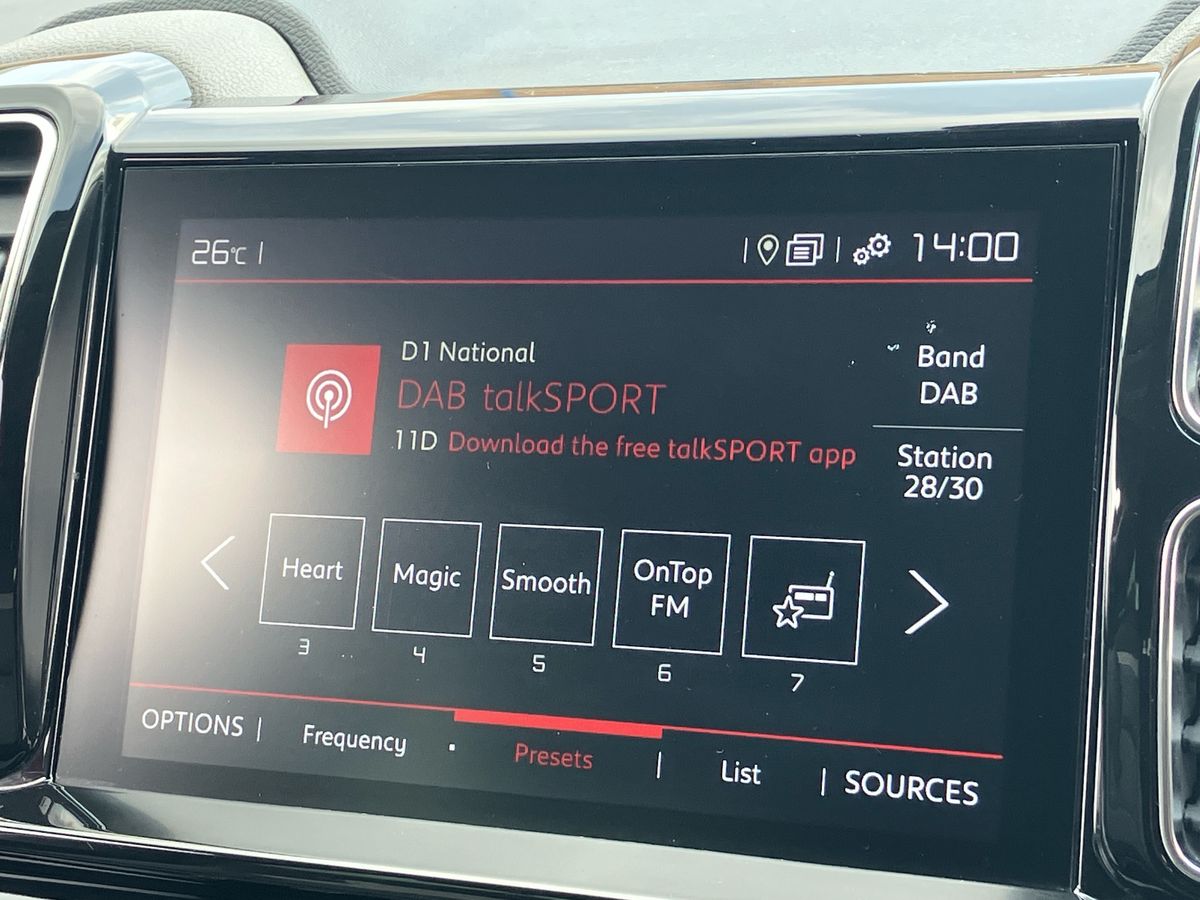 26°C
14:00
D1 National
DAB talkSPORT
11D Download the free talkSPORT app
Band
DAB
Station
28/30
Heart
Magic
Smooth
OnTop
FM
3
4
5
6
7
OPTIONS
Frequency
Presets
List
SOURCES